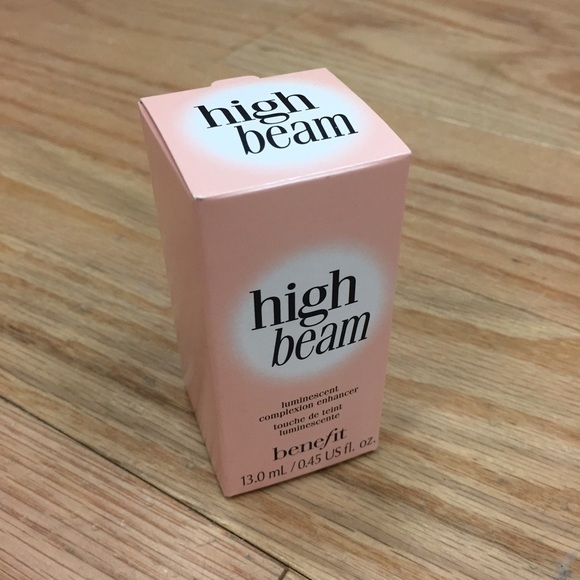 high
beam
high
beam
luminescent
complexion enhancer
touche de teint
luminescente
benefit
13.0 mL / 0.45 US fl. oz.